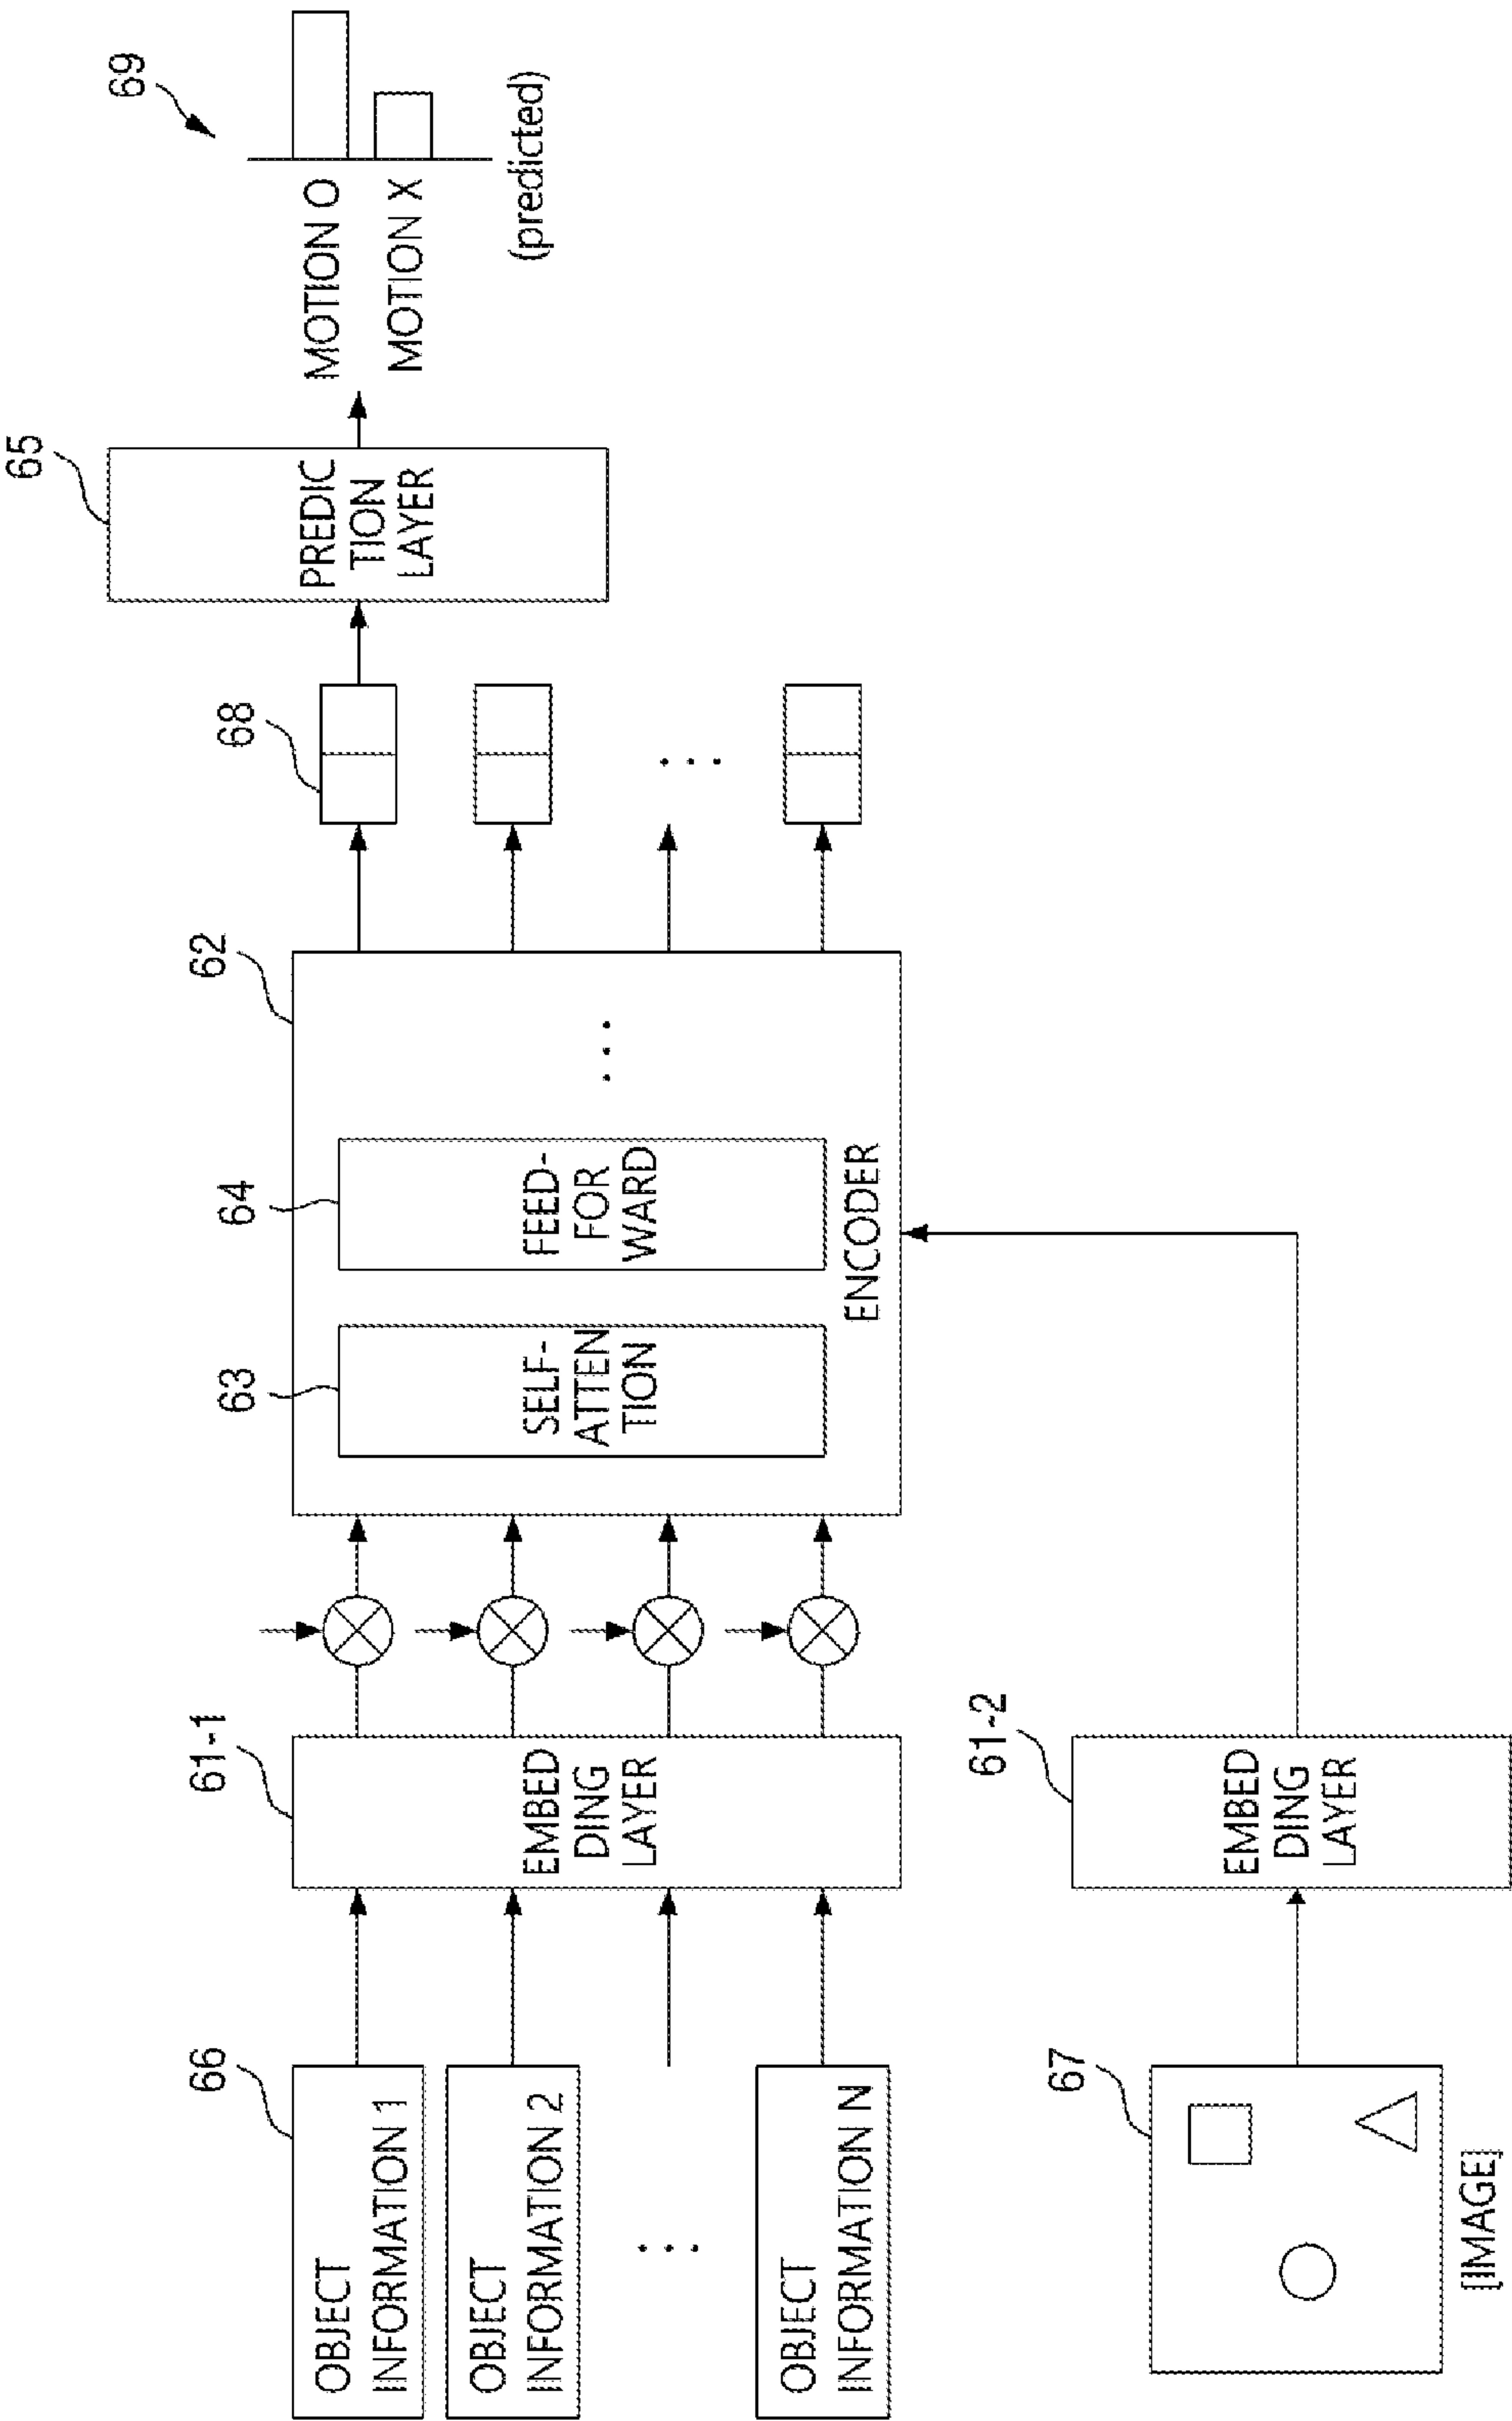 66
OBJECT
INFORMATION 1
OBJECT
INFORMATION 2
OBJECT
INFORMATION N
61-1
EMBED
DING
LAYER
62
63
SELF-
ATTEN
TION
64
FEED-
FOR
WARD
ENCODER
68
65
PREDIC
TION
LAYER
69
MOTION O
MOTION X
(predicted)
67
[IMAGE]
61-2
EMBED
DING
LAYER